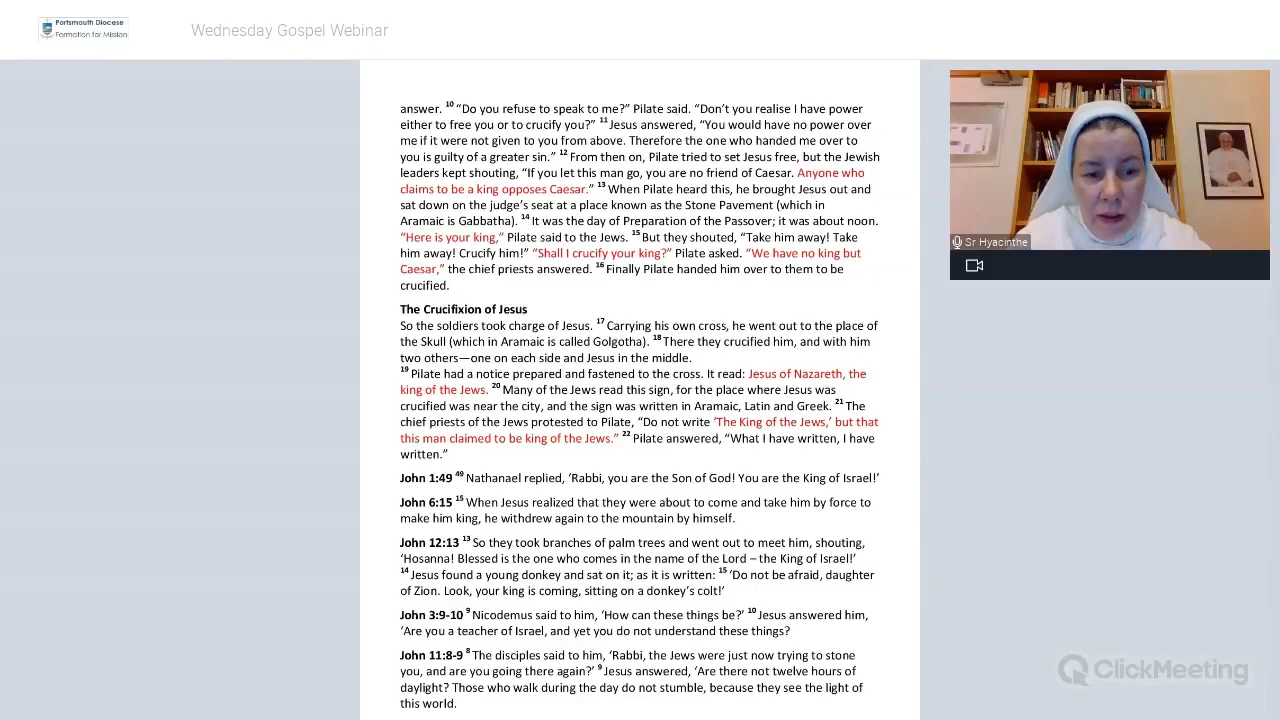 Portsmouth Diocese
Formation for Mission
Wednesday Gospel Webinar
answer. 10 “Do you refuse to speak to me?” Pilate said. “Don’t you realise I have power
either to free you or to crucify you?” 11 Jesus answered, “You would have no power over
me if it were not given to you from above. Therefore the one who handed me over to
you is guilty of a greater sin.” 12 From then on, Pilate tried to set Jesus free, but the Jewish
leaders kept shouting, “If you let this man go, you are no friend of Caesar. Anyone who
claims to be a king opposes Caesar.” 13 When Pilate heard this, he brought Jesus out and
sat down on the judge’s seat at a place known as the Stone Pavement (which in
Aramaic is Gabbatha). 14 It was the day of Preparation of the Passover; it was about noon.
“Here is your king,” Pilate said to the Jews. 15 But they shouted, “Take him away! Take
him away! Crucify him!” “Shall I crucify your king?” Pilate asked. “We have no king but
Caesar,” the chief priests answered. 16 Finally Pilate handed him over to them to be
crucified.
The Crucifixion of Jesus
So the soldiers took charge of Jesus. 17 Carrying his own cross, he went out to the place of
the Skull (which in Aramaic is called Golgotha). 18 There they crucified him, and with him
two others—one on each side and Jesus in the middle.
19 Pilate had a notice prepared and fastened to the cross. It read: Jesus of Nazareth, the
king of the Jews. 20 Many of the Jews read this sign, for the place where Jesus was
crucified was near the city, and the sign was written in Aramaic, Latin and Greek. 21 The
chief priests of the Jews protested to Pilate, “Do not write ‘The King of the Jews,’ but that
this man claimed to be king of the Jews.” 22 Pilate answered, “What I have written, I have
written.”
John 1:49 49 Nathanael replied, ‘Rabbi, you are the Son of God! You are the King of Israel!’
John 6:15 15 When Jesus realized that they were about to come and take him by force to
make him king, he withdrew again to the mountain by himself.
John 12:13 13 So they took branches of palm trees and went out to meet him, shouting,
‘Hosanna! Blessed is the one who comes in the name of the Lord – the King of Israel!’
14 Jesus found a young donkey and sat on it; as it is written: 15 ‘Do not be afraid, daughter
of Zion. Look, your king is coming, sitting on a donkey’s colt!’
John 3:9-10 9 Nicodemus said to him, ‘How can these things be?’ 10 Jesus answered him,
‘Are you a teacher of Israel, and yet you do not understand these things?
John 11:8-9 8 The disciples said to him, ‘Rabbi, the Jews were just now trying to stone
you, and are you going there again?’ 9 Jesus answered, ‘Are there not twelve hours of
daylight? Those who walk during the day do not stumble, because they see the light of
this world.
Sr Hyacinthe
ClickMeeting